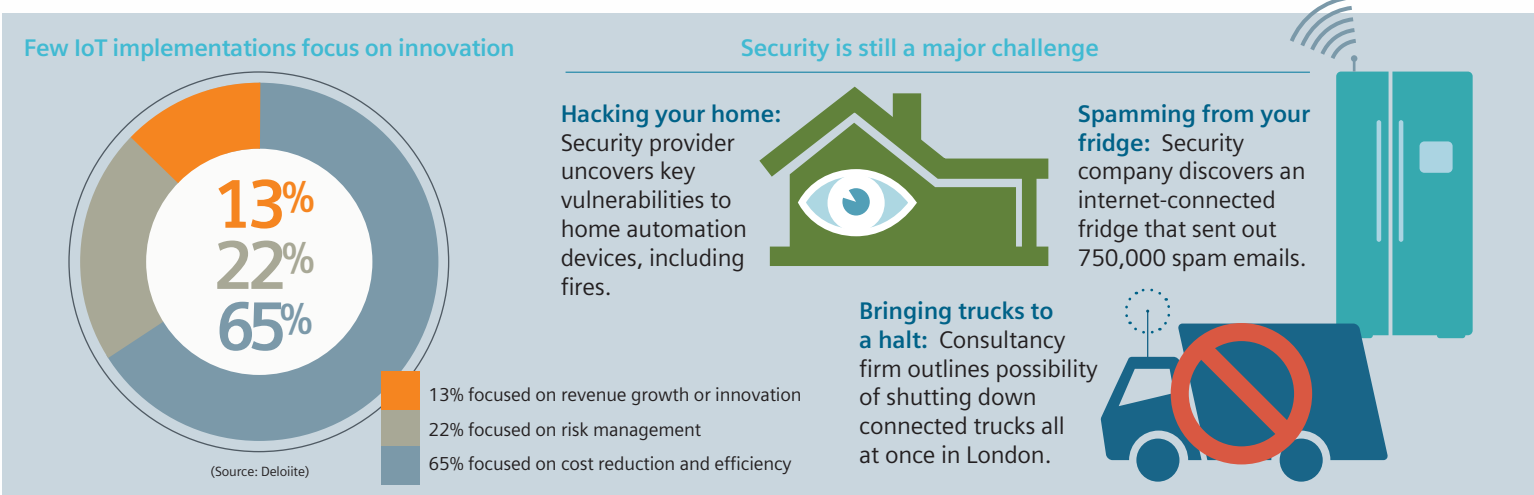 Few IoT implementations focus on innovation
13%
22%
65%
13% focused on revenue growth or innovation
22% focused on risk management
65% focused on cost reduction and efficiency
(Source: Deloiite)
Security is still a major challenge
Hacking your home:
Security provider
uncovers key
vulnerabilities to
home automation
devices, including
fires.
Spamming from your
fridge: Security
company discovers an
internet-connected
fridge that sent out
750,000 spam emails.
Bringing trucks to
a halt: Consultancy
firm outlines possibility
of shutting down
connected trucks all
at once in London.